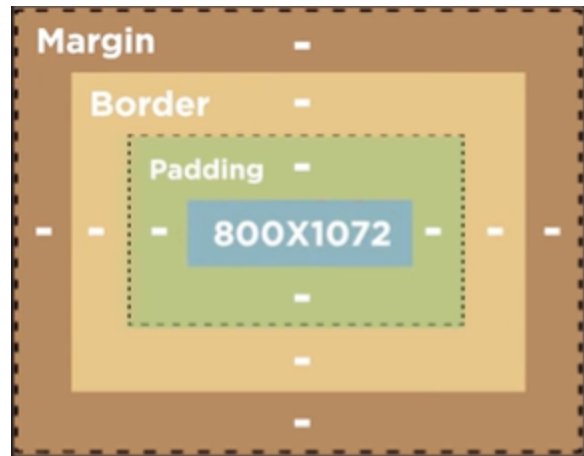 Margin -
Border -
Padding -
- - - 800X1072 - - -
-
-
-